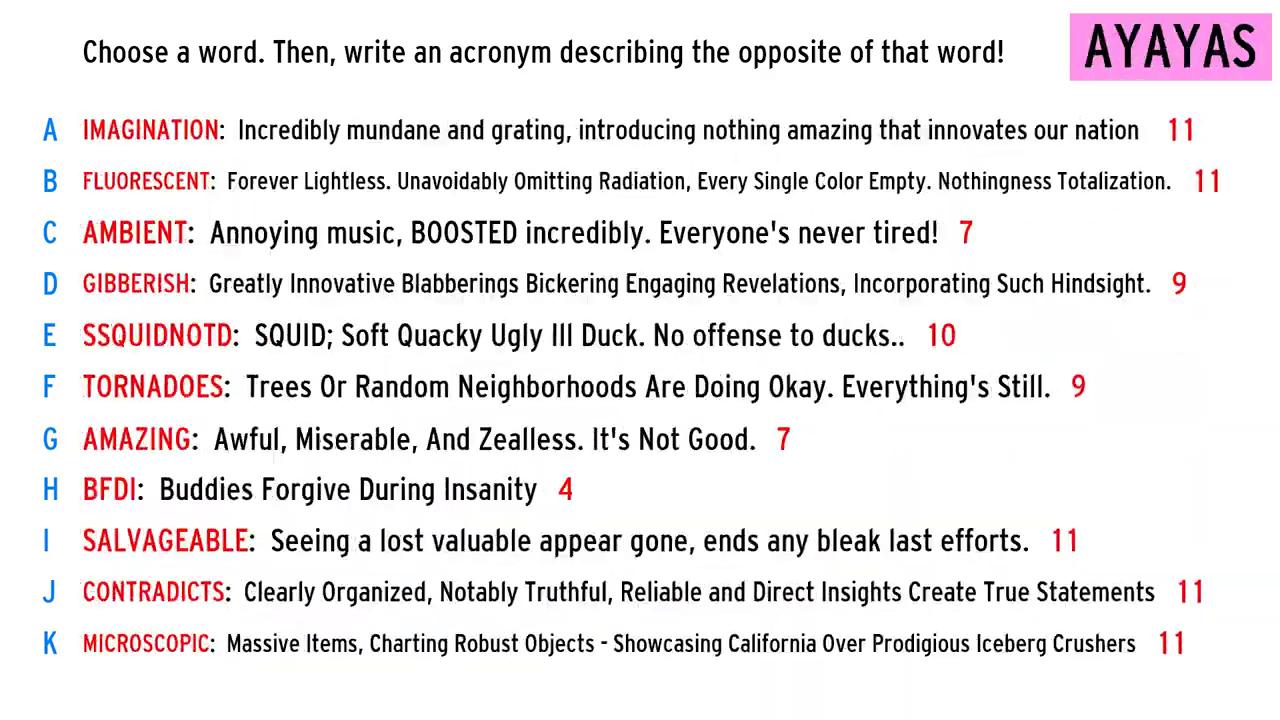 Choose a word. Then, write an acronym describing the opposite of that word!
AYAYAS
A IMAGINATION: Incredibly mundane and grating, introducing nothing amazing that innovates our nation 11
B FLUORESCENT: Forever Lightless. Unavoidably Omitting Radiation, Every Single Color Empty. Nothingness Totalization. 11
C AMBIENT: Annoying music, BOOSTED incredibly. Everyone's never tired! 7
D GIBBERISH: Greatly Innovative Blabberings Bickering Engaging Revelations, Incorporating Such Hindsight. 9
E SSQUIDNOTD: SQUID; Soft Quacky Ugly Ill Duck. No offense to ducks.. 10
F TORNADOES: Trees Or Random Neighborhoods Are Doing Okay. Everything's Still. 9
G AMAZING: Awful, Miserable, And Zealless. It's Not Good. 7
H BFDI: Buddies Forgive During Insanity 4
I SALVAGEABLE: Seeing a lost valuable appear gone, ends any bleak last efforts. 11
J CONTRADICTS: Clearly Organized, Notably Truthful, Reliable and Direct Insights Create True Statements 11
K MICROSCOPIC: Massive Items, Charting Robust Objects - Showcasing California Over Prodigious Iceberg Crushers 11